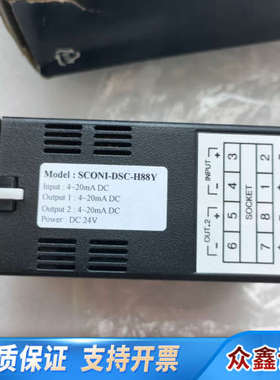 Model : SCONI-DSC-H88Y
Input : 4~20mA DC
Output 1 : 4~20mA DC
Output 2 : 4~20mA DC
Power : DC 24V
INPUT
OUT.2
+
-
+
-
SOCKET
4 3
5 2
6 1
7 8
质保证 支持开票
众鑫